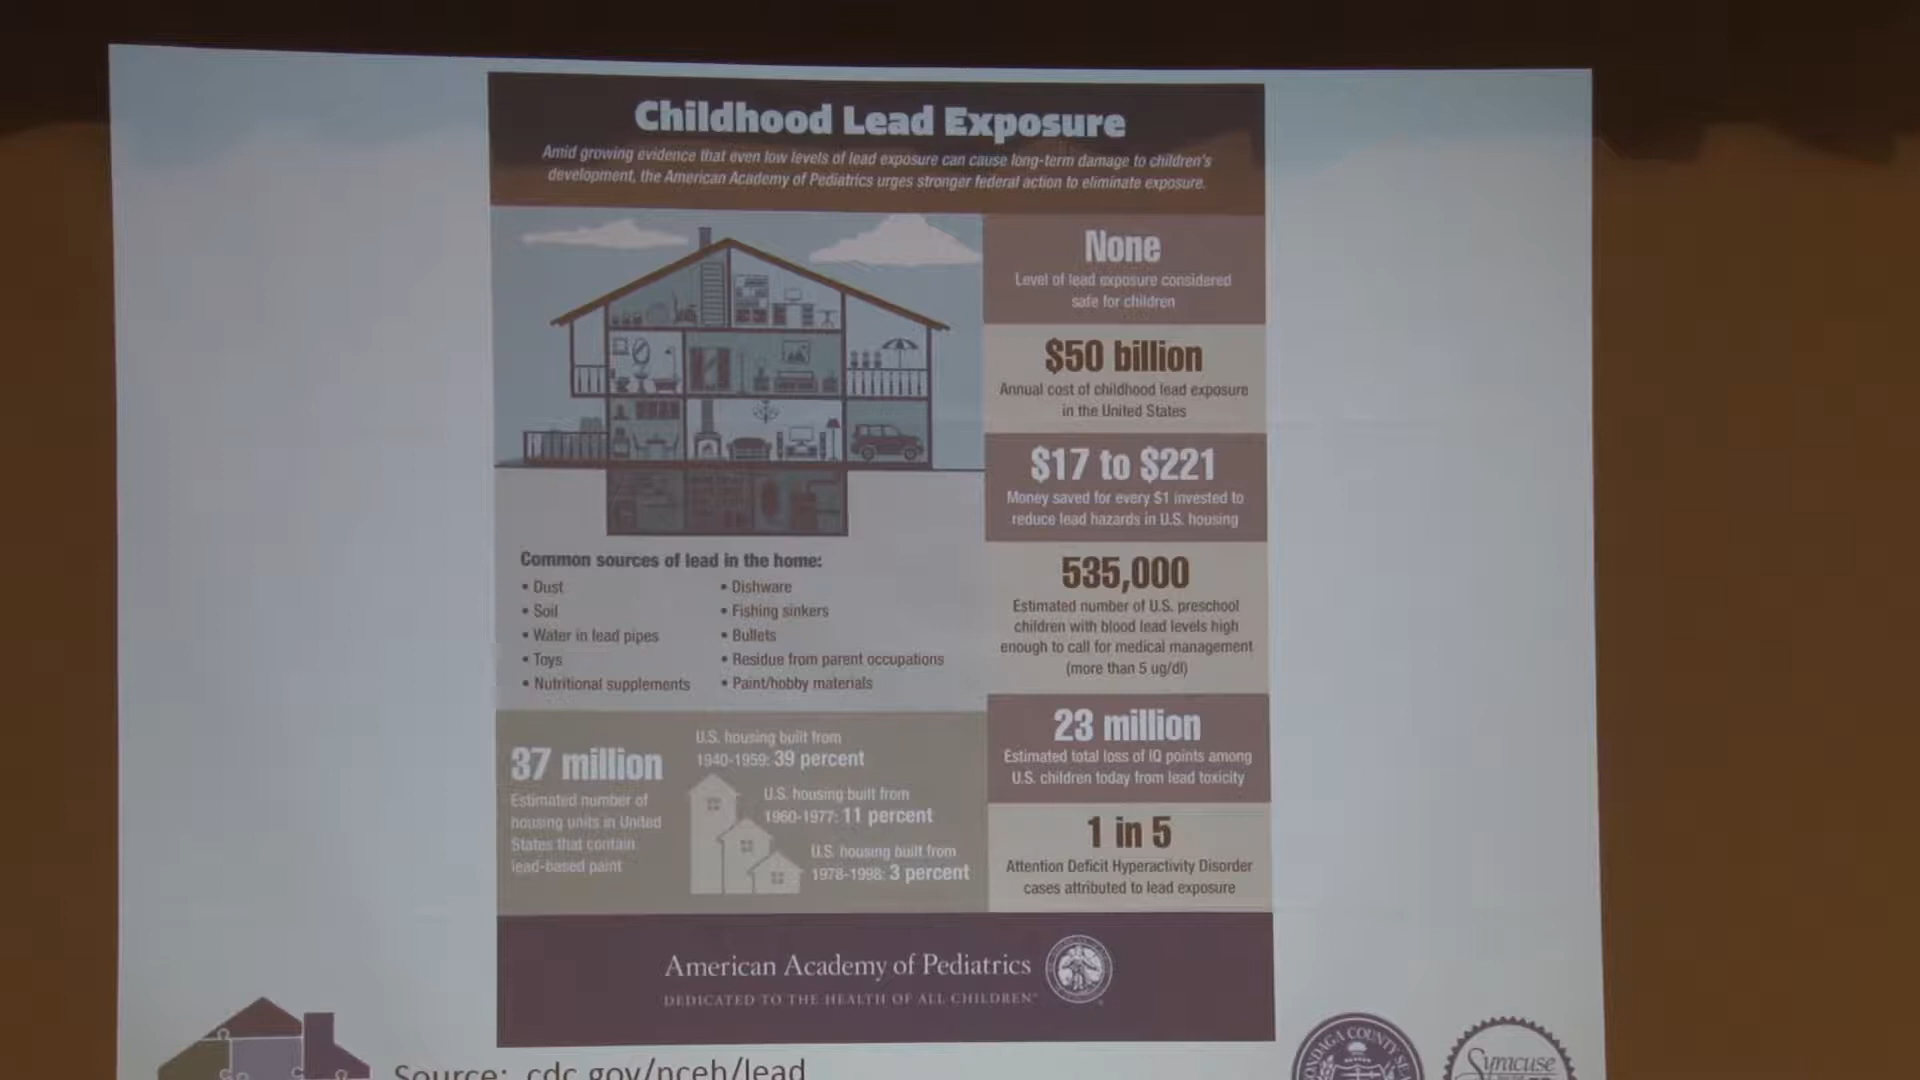 Childhood Lead Exposure
Amid growing evidence that even low levels of lead exposure can cause long-term damage to children's
development, the American Academy of Pediatrics urges stronger federal action to eliminate exposure.
None
Level of lead exposure considered
safe for children
$50 billion
Annual cost of childhood lead exposure
in the United States
$17 to $221
Money saved for every $1 invested to
reduce lead hazards in U.S. housing
535,000
Estimated number of U.S. preschool
children with blood lead levels high
enough to call for medical management
(more than 5 ug/dl)
23 million
Estimated total loss of IQ points among
U.S. children today from lead toxicity
1 in 5
Attention Deficit Hyperactivity Disorder
cases attributed to lead exposure
Common sources of lead in the home:
• Dust
• Soil
• Water in lead pipes
• Toys
• Nutritional supplements
• Dishware
• Fishing sinkers
• Bullets
• Residue from parent occupations
• Paint/hobby materials
37 million
Estimated number of
housing units in United
States that contain
lead-based paint
U.S. housing built from
1940-1959: 39 percent
U.S. housing built from
1960-1977: 11 percent
U.S. housing built from
1978-1998: 3 percent
American Academy of Pediatrics
DEDICATED TO THE HEALTH OF ALL CHILDREN™
Source: cdc.gov/nceh/lead
COUNTY
Syracuse